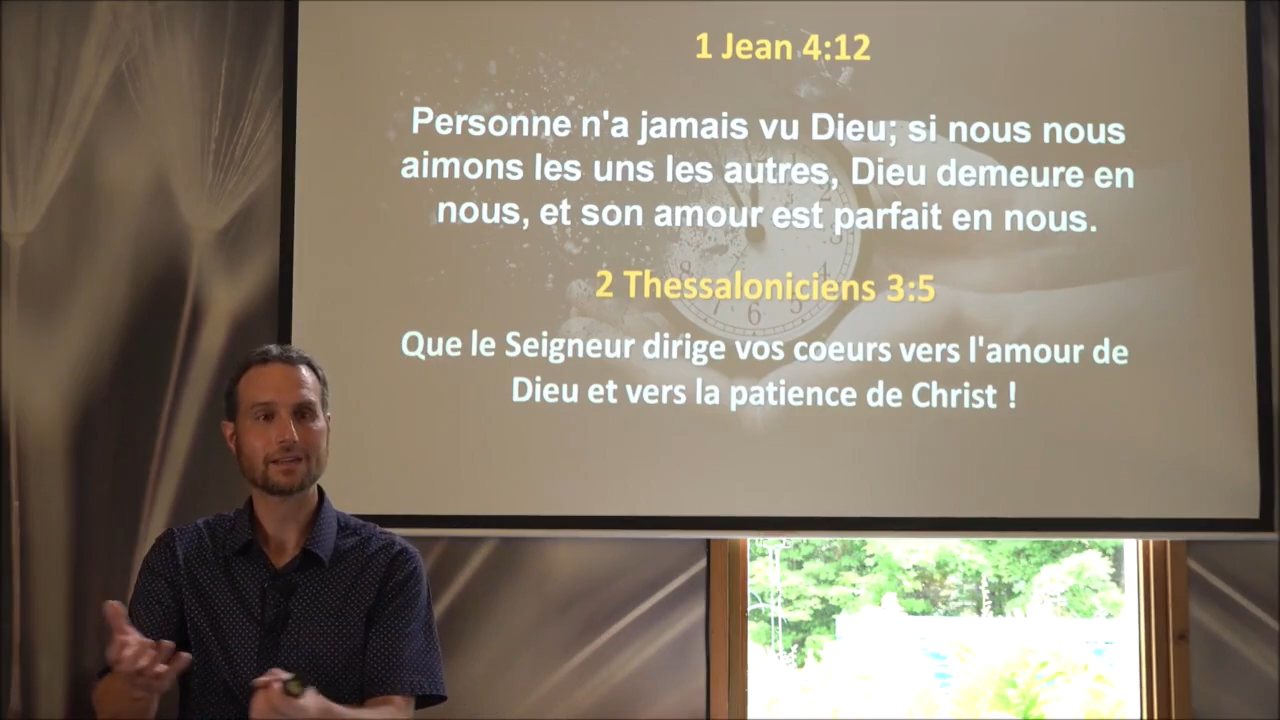 1 Jean 4:12
Personne n'a jamais vu Dieu; si nous nous
aimons les uns les autres, Dieu demeure en
nous, et son amour est parfait en nous.
2 Thessaloniciens 3:5
Que le Seigneur dirige vos coeurs vers l'amour de
Dieu et vers la patience de Christ !